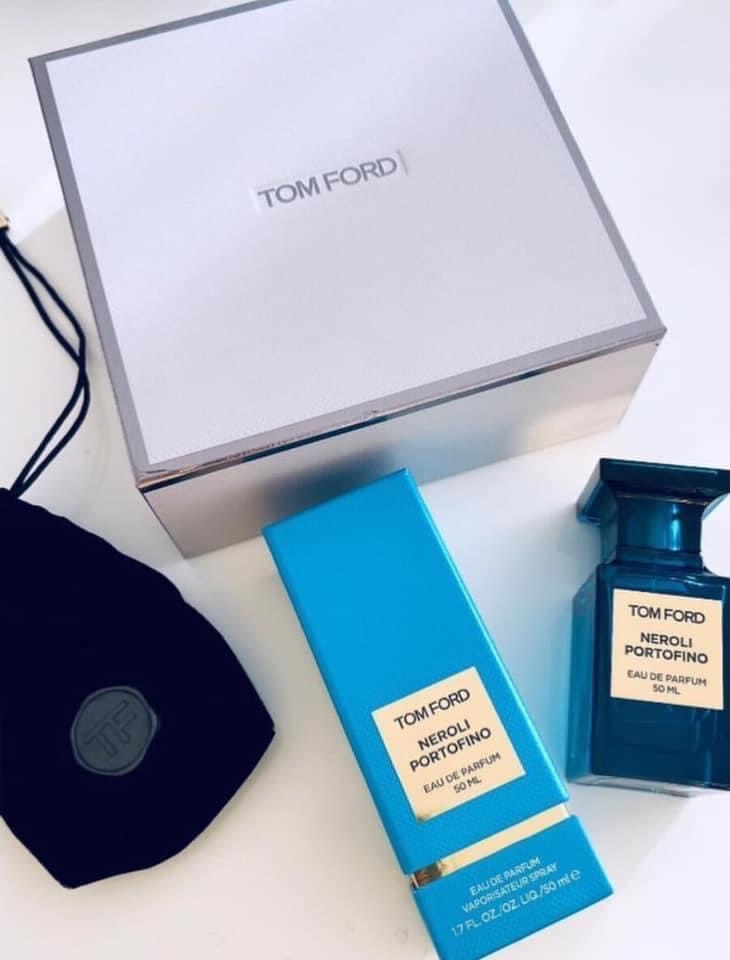 TOM FORD
TF
TOM FORD
NEROLI
PORTOFINO
EAU DE PARFUM
50 ML
EAU DE PARFUM
VAPORISATEUR SPRAY
1.7 FL. OZ./OZ. LIQ./50 ml ℮
TOM FORD
NEROLI
PORTOFINO
EAU DE PARFUM
50 ML